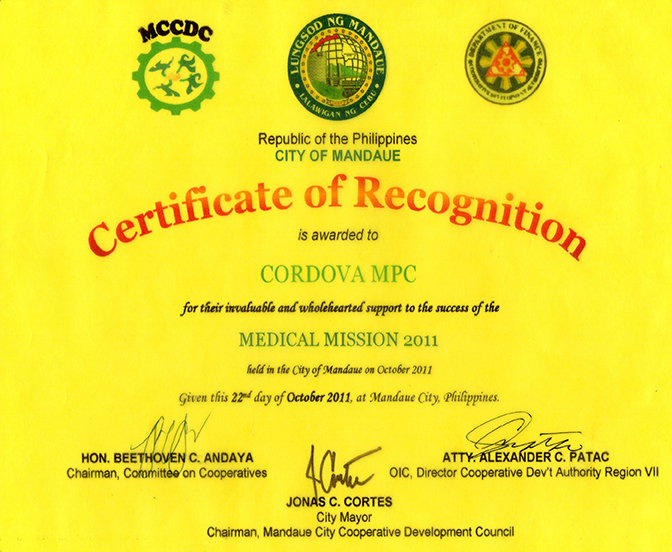 MCCDC
LUNGSOD NG MANDAUE
LALAWIGAN NG CEBU
DEPARTMENT OF FINANCE
COOPERATIVE DEVELOPMENT AUTHORITY
Republic of the Philippines
CITY OF MANDAUE
Certificate of Recognition
is awarded to
CORDOVA MPC
for their invaluable and wholehearted support to the success of the
MEDICAL MISSION 2011
held in the City of Mandaue on October 2011
Given this 22nd day of October 2011, at Mandaue City, Philippines.
HON. BEETHOVEN C. ANDAYA
Chairman, Committee on Cooperatives
ATTY. ALEXANDER C. PATAC
OIC, Director Cooperative Dev't Authority Region VII
JONAS C. CORTES
City Mayor
Chairman, Mandaue City Cooperative Development Council